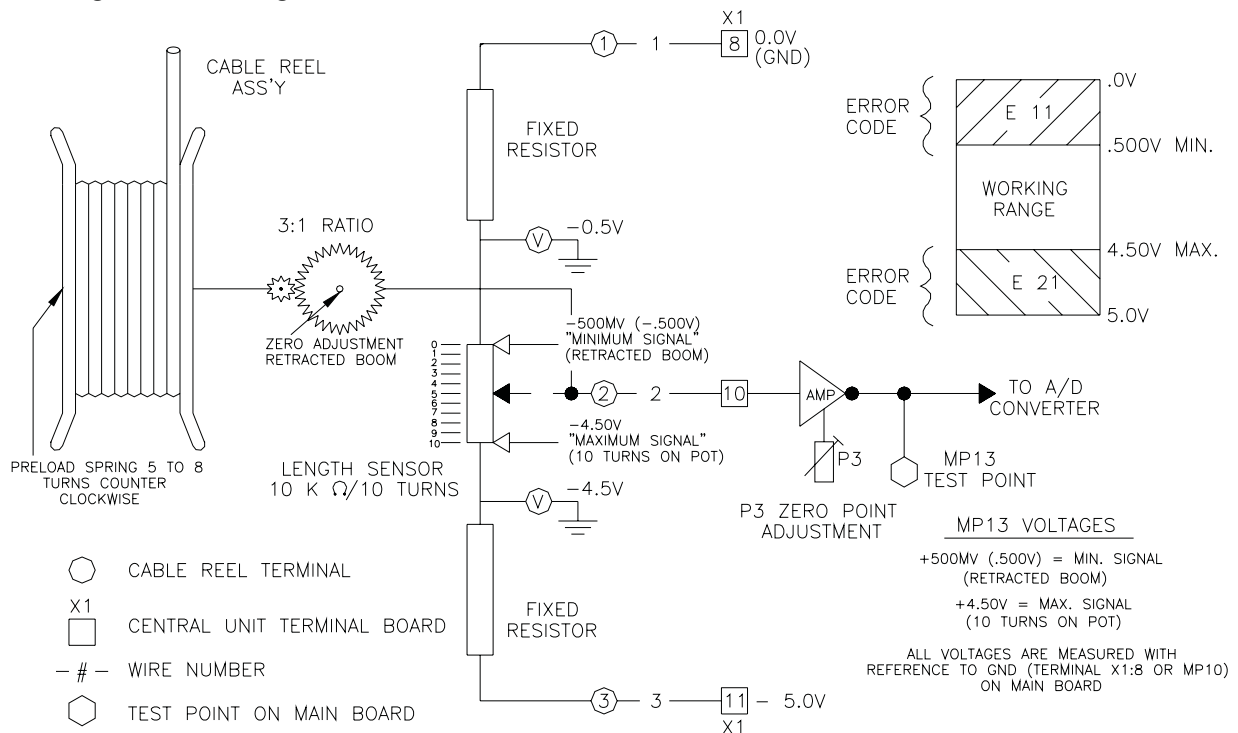 CABLE REEL
ASS'Y
3:1 RATIO
ZERO ADJUSTMENT
RETRACTED BOOM
PRELOAD SPRING 5 TO 8
TURNS COUNTER
CLOCKWISE
X1
1
1
8
0.0V
(GND)
FIXED
RESISTOR
V
-0.5V
0
1
2
3
4
5
6
7
8
9
10
-500MV (-.500V)
"MINIMUM SIGNAL"
(RETRACTED BOOM)
2
2
10
-4.50V
"MAXIMUM SIGNAL"
(10 TURNS ON POT)
LENGTH SENSOR
10 K Ω/10 TURNS
V
-4.5V
FIXED
RESISTOR
3
3
11
- 5.0V
X1
AMP
P3
P3 ZERO POINT
ADJUSTMENT
MP13
TEST POINT
TO A/D
CONVERTER
ERROR
CODE
E 11
.0V
.500V MIN.
WORKING
RANGE
4.50V MAX.
ERROR
CODE
E 21
5.0V
MP13 VOLTAGES
+500MV (.500V) = MIN. SIGNAL
(RETRACTED BOOM)
+4.50V = MAX. SIGNAL
(10 TURNS ON POT)
ALL VOLTAGES ARE MEASURED WITH
REFERENCE TO GND (TERMINAL X1:8 OR MP10)
ON MAIN BOARD
CABLE REEL TERMINAL
X1
CENTRAL UNIT TERMINAL BOARD
- # - WIRE NUMBER
TEST POINT ON MAIN BOARD